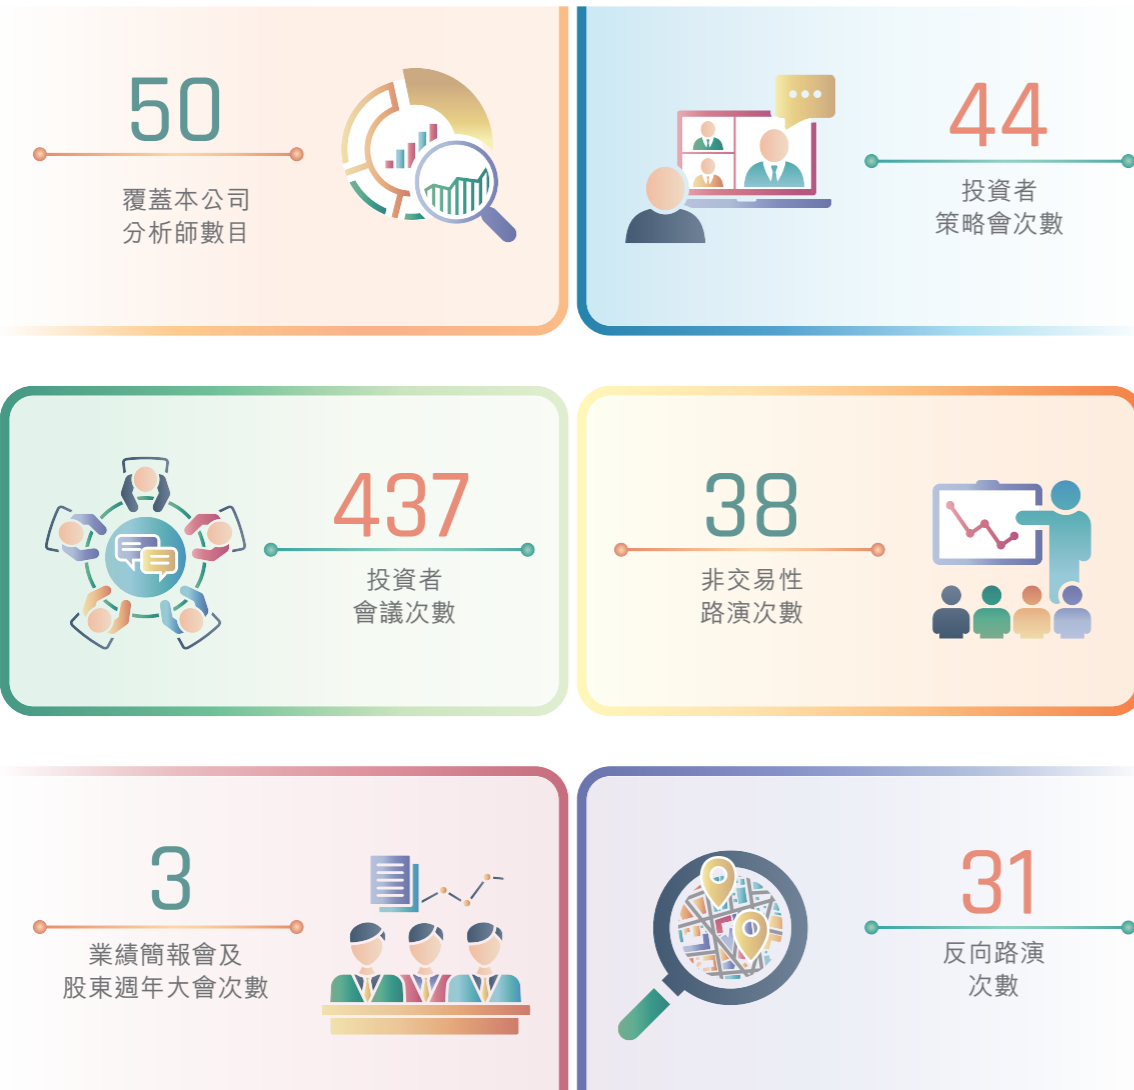 50
覆蓋本公司
分析師數目
44
投資者
策略會次數
437
投資者
會議次數
38
非交易性
路演次數
3
業績簡報會及
股東週年大會次數
31
反向路演
次數